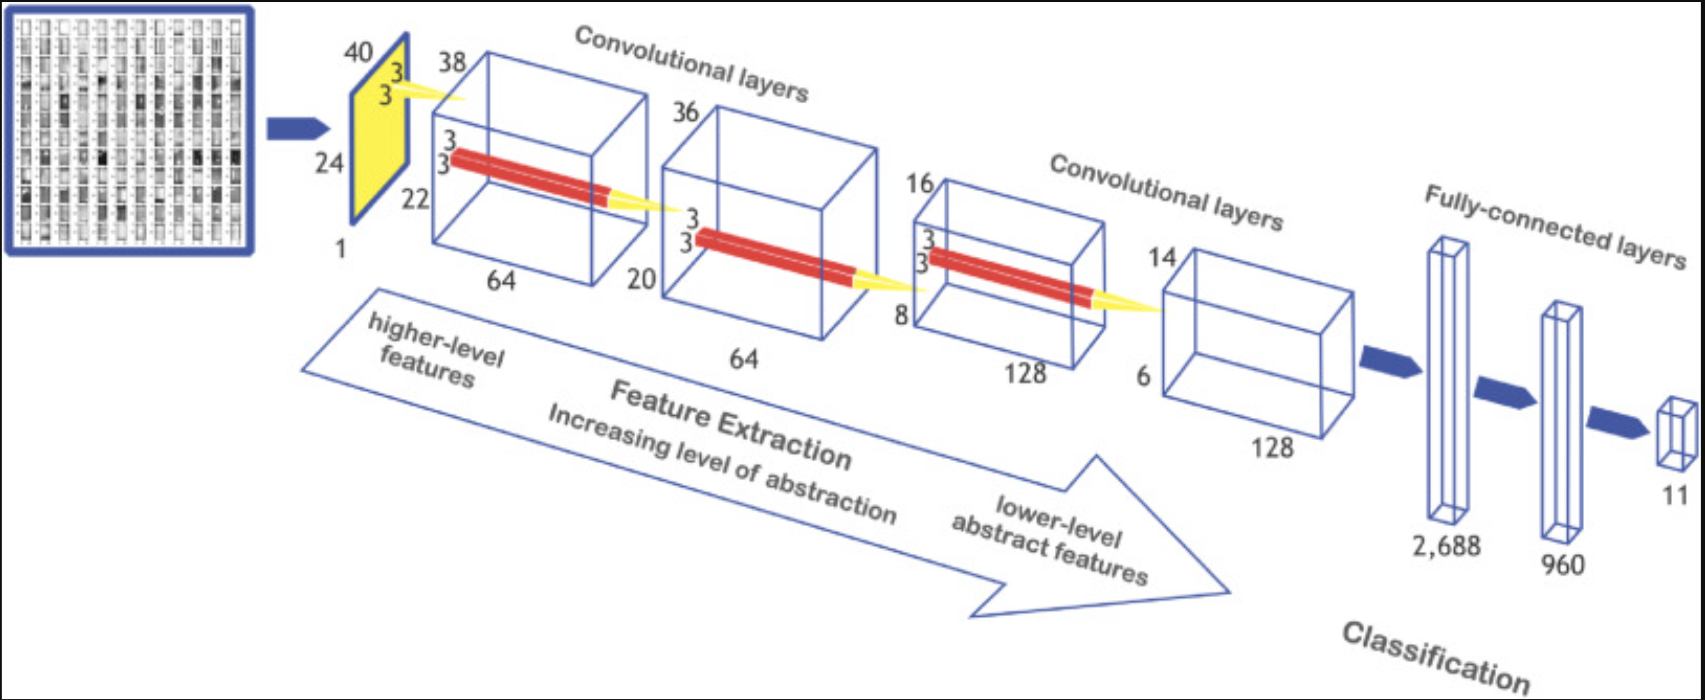 Convolutional layers
40
3
3
24
1
38
3
3
22
64
36
3
3
20
64
Convolutional layers
16
3
3
8
128
14
6
128
Fully-connected layers
2,688
960
11
higher-level
features
Feature Extraction
Increasing level of abstraction
lower-level
abstract features
Classification